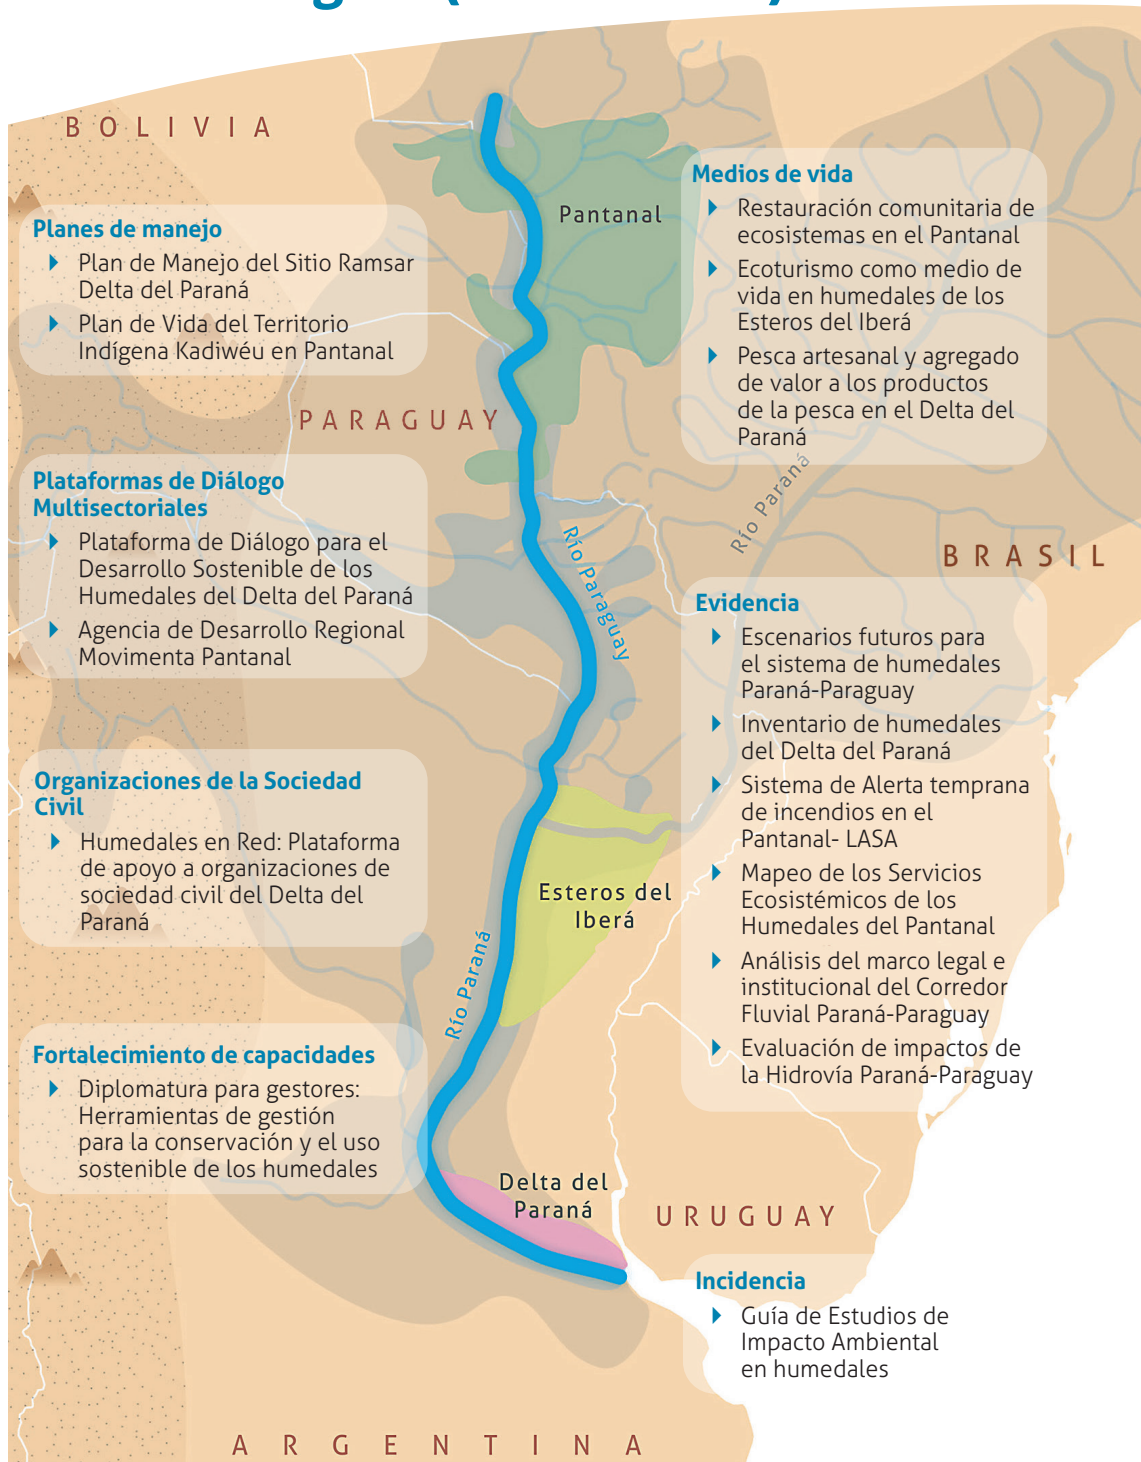 BOLIVIA
Pantanal
Planes de manejo
Plan de Manejo del Sitio Ramsar
Delta del Paraná
Plan de Vida del Territorio
Indígena Kadiwéu en Pantanal
Medios de vida
Restauración comunitaria de
ecosistemas en el Pantanal
Ecoturismo como medio de
vida en humedales de los
Esteros del Iberá
Pesca artesanal y agregado
de valor a los productos
de la pesca en el Delta del
Paraná
PARAGUAY
Plataformas de Diálogo
Multisectoriales
Plataforma de Diálogo para el
Desarrollo Sostenible de los
Humedales del Delta del Paraná
Agencia de Desarrollo Regional
Movimenta Pantanal
Río Paraguay
Río Paraná
BRASIL
Evidencia
Escenarios futuros para
el sistema de humedales
Paraná-Paraguay
Inventario de humedales
del Delta del Paraná
Sistema de Alerta temprana
de incendios en el
Pantanal- LASA
Mapeo de los Servicios
Ecosistémicos de los
Humedales del Pantanal
Análisis del marco legal e
institucional del Corredor
Fluvial Paraná-Paraguay
Evaluación de impactos de
la Hidrovía Paraná-Paraguay
Organizaciones de la Sociedad
Civil
Humedales en Red: Plataforma
de apoyo a organizaciones de
sociedad civil del Delta del
Paraná
Esteros del
Iberá
Río Paraná
Fortalecimiento de capacidades
Diplomatura para gestores:
Herramientas de gestión
para la conservación y el uso
sostenible de los humedales
Delta del
Paraná
URUGUAY
Incidencia
Guía de Estudios de
Impacto Ambiental
en humedales
ARGENTINA